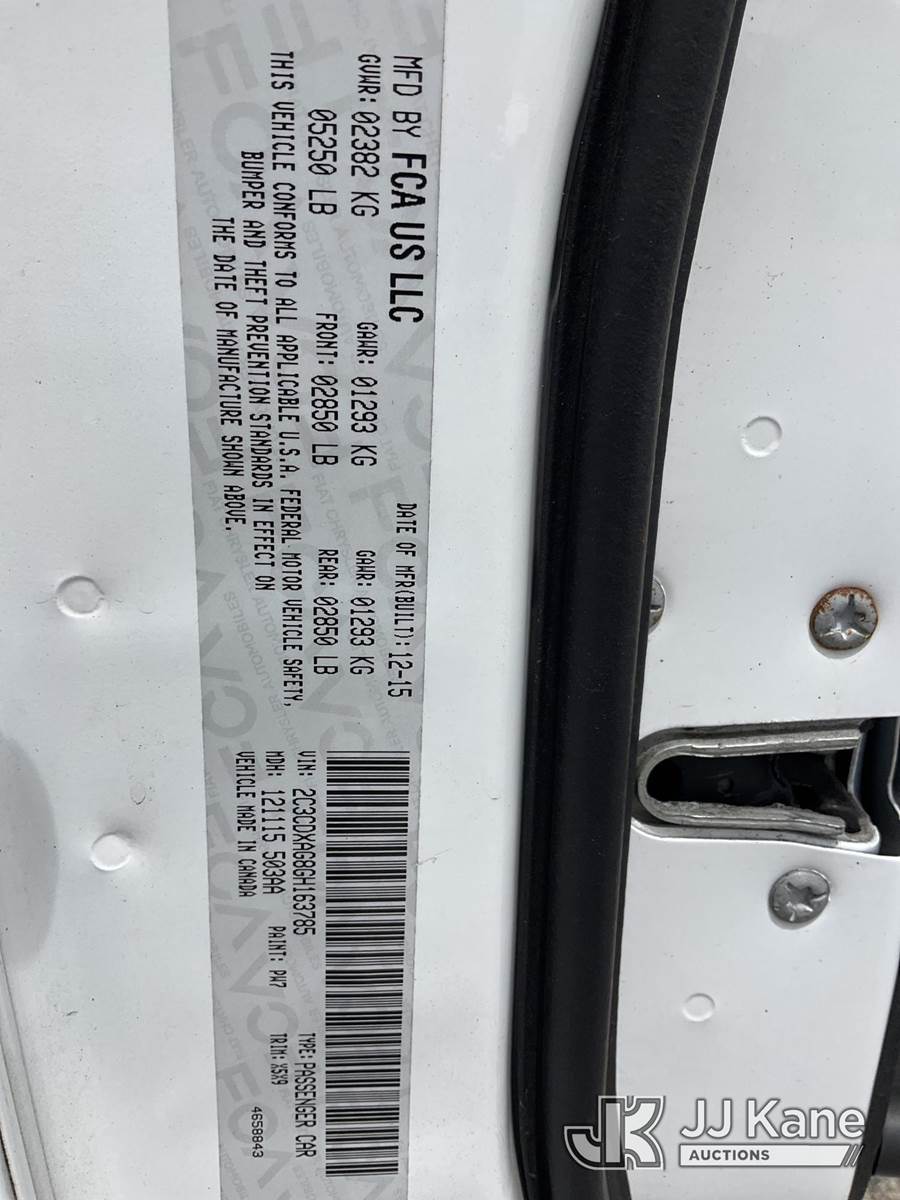 MFD BY FCA US LLC
DATE OF MFR(BUILT): 12-15
GVWR: 02382 KG
GAWR: 01293 KG
GAWR: 01293 KG
05250 LB
FRONT: 02850 LB
REAR: 02850 LB
THIS VEHICLE CONFORMS TO ALL APPLICABLE U.S.A. FEDERAL MOTOR VEHICLE SAFETY,
BUMPER AND THEFT PREVENTION STANDARDS IN EFFECT ON
THE DATE OF MANUFACTURE SHOWN ABOVE.
VIN: 2C3CDXAG8GH163785
TYPE: PASSENGER CAR
MDH: 121115 503AA
PAINT: PW7
TRIM: X5X9
VEHICLE MADE IN CANADA
4658843
JJ Kane
AUCTIONS